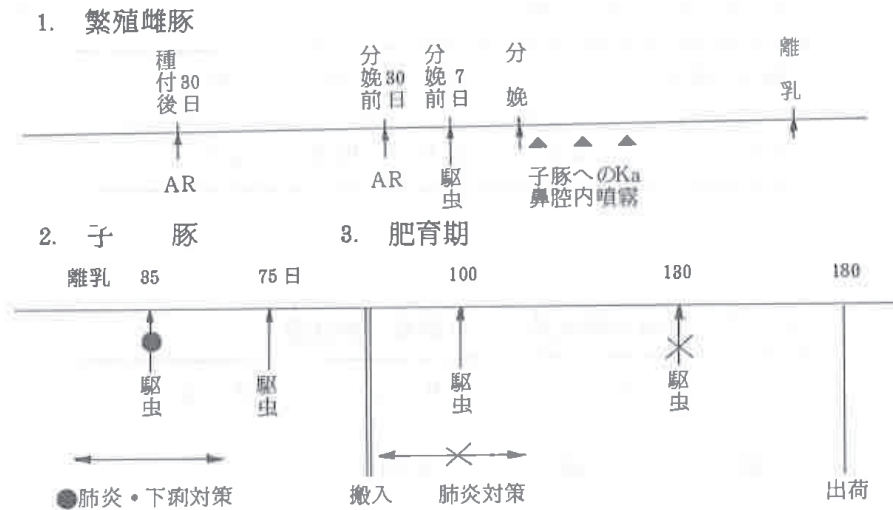 1. 繁殖雌豚
種付後30日
分娩前30日
分娩前7日
分娩
離乳
AR
AR
駆虫
子豚へのKa
鼻腔内噴霧
2. 子豚
3. 肥育期
離乳 35 75日 100 130 180
駆虫
駆虫
駆虫
駆虫
●肺炎・下痢対策
搬入
肺炎対策
出荷